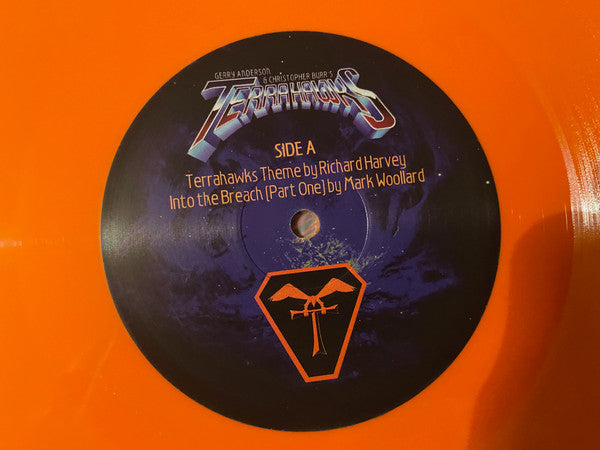 GERRY ANDERSON
& CHRISTOPHER BURR'S
TERRAHAWKS
SIDE A
Terrahawks Theme by Richard Harvey
Into the Breach (Part One) by Mark Woollard